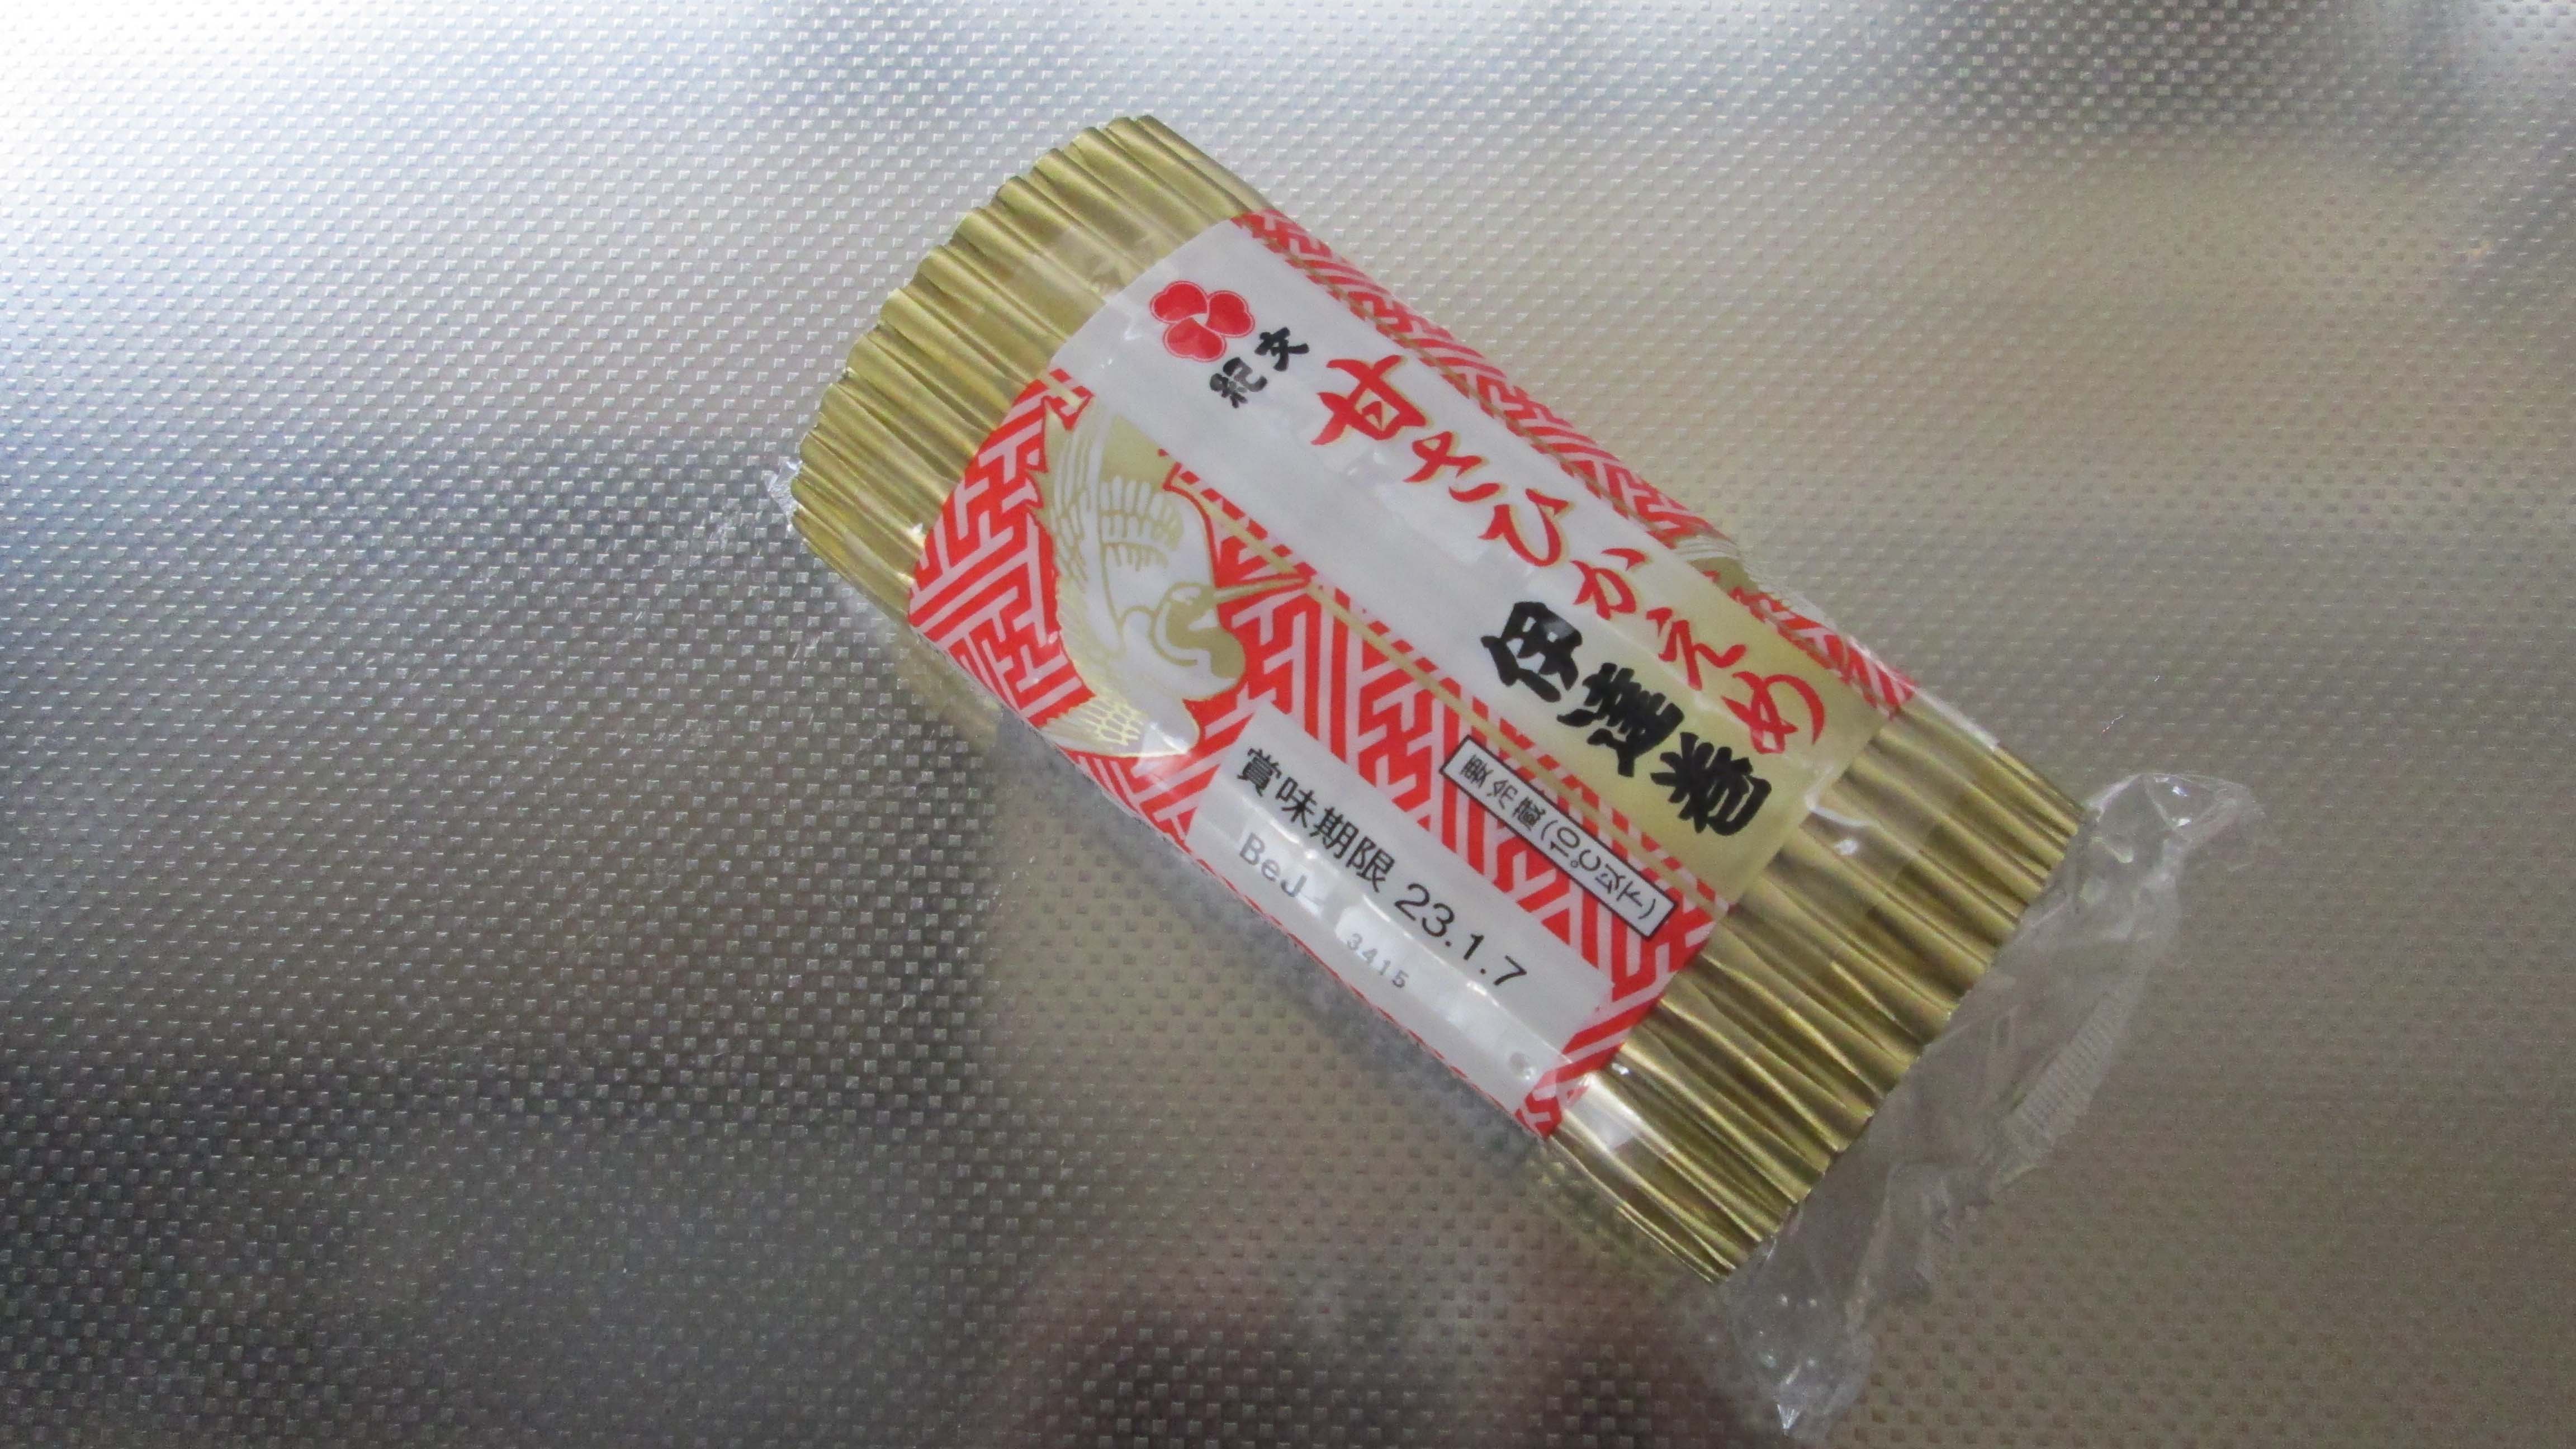 紀文
甘さひかえめ
伊達巻
要冷蔵(10℃以下)
賞味期限 23.1.7
BeJ-
3415